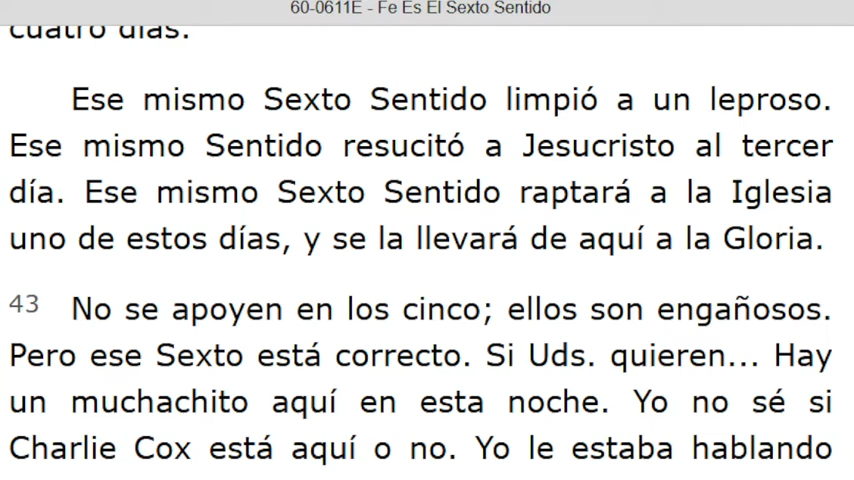 60-0611E - Fe Es El Sexto Sentido
cuatro días.
Ese mismo Sexto Sentido limpió a un leproso.
Ese mismo Sentido resucitó a Jesucristo al tercer
día. Ese mismo Sexto Sentido raptará a la Iglesia
uno de estos días, y se la llevará de aquí a la Gloria.
43 No se apoyen en los cinco; ellos son engañosos.
Pero ese Sexto está correcto. Si Uds. quieren... Hay
un muchachito aquí en esta noche. Yo no sé si
Charlie Cox está aquí o no. Yo le estaba hablando